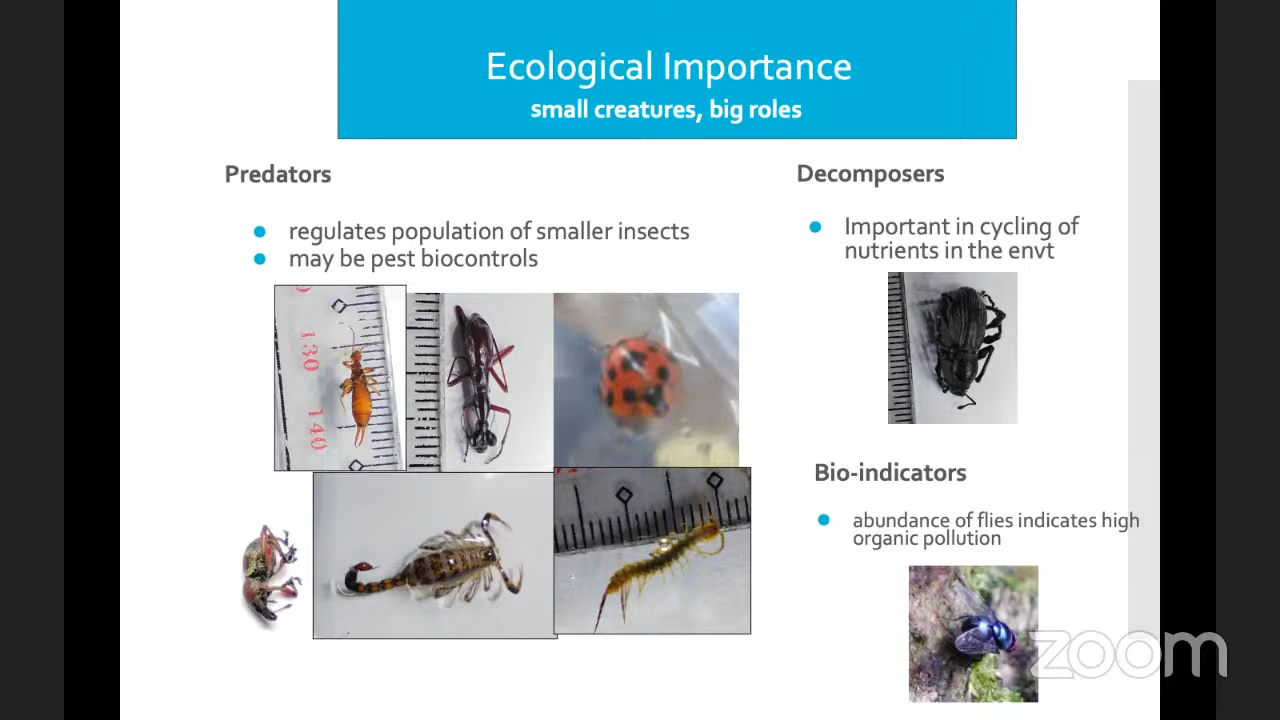 Ecological Importance
small creatures, big roles
Predators
regulates population of smaller insects
may be pest biocontrols
130
140
Decomposers
Important in cycling of
nutrients in the envt
Bio-indicators
abundance of flies indicates high
organic pollution
zoom